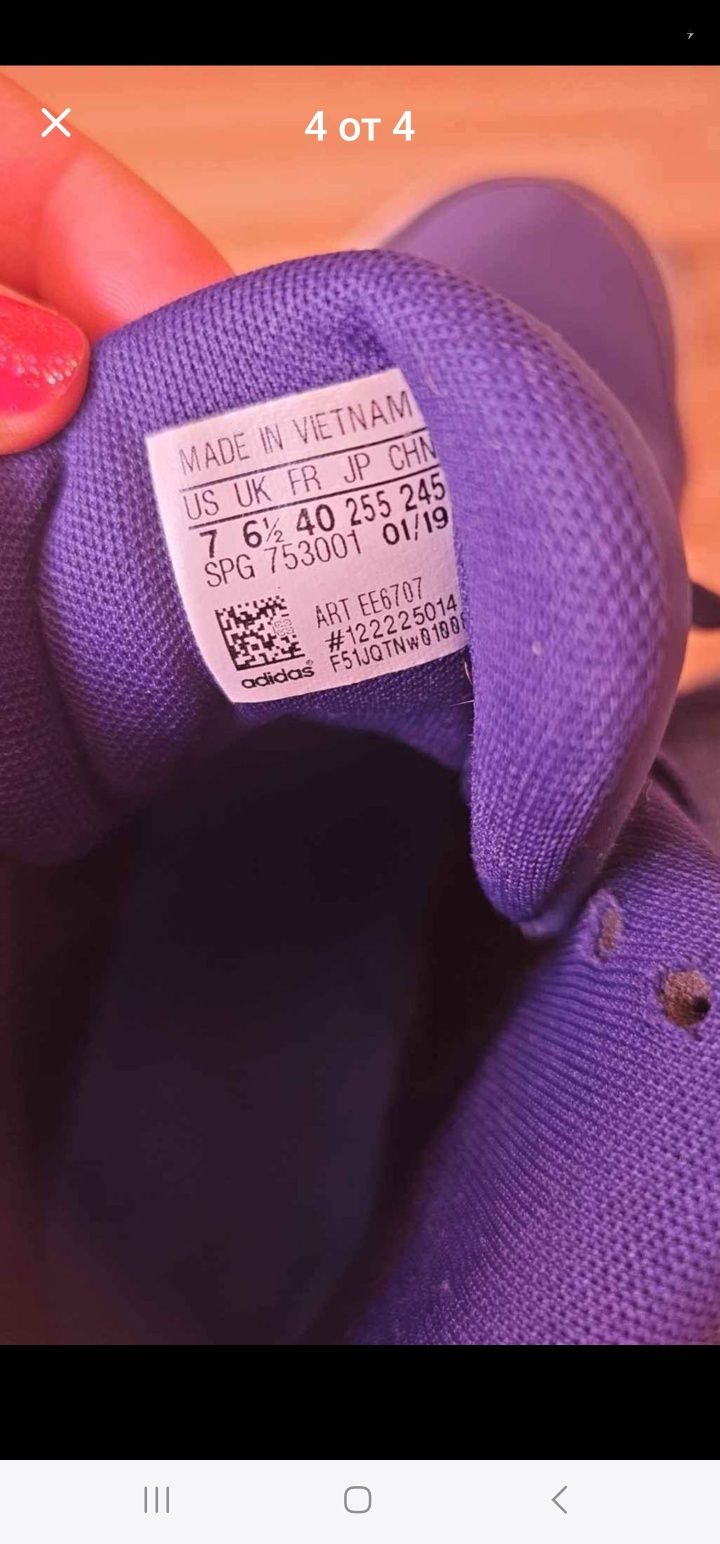 4 от 4
MADE IN VIETNAM
US UK FR JP CHN
7 6½ 40 255 245
SPG 753001 01/19
ART EE6707
#122225014
F51JQTNw0100
adidas®